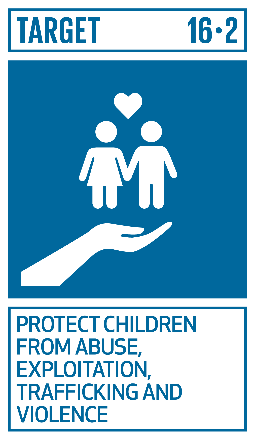 TARGET 16·2
PROTECT CHILDREN
FROM ABUSE,
EXPLOITATION,
TRAFFICKING AND
VIOLENCE